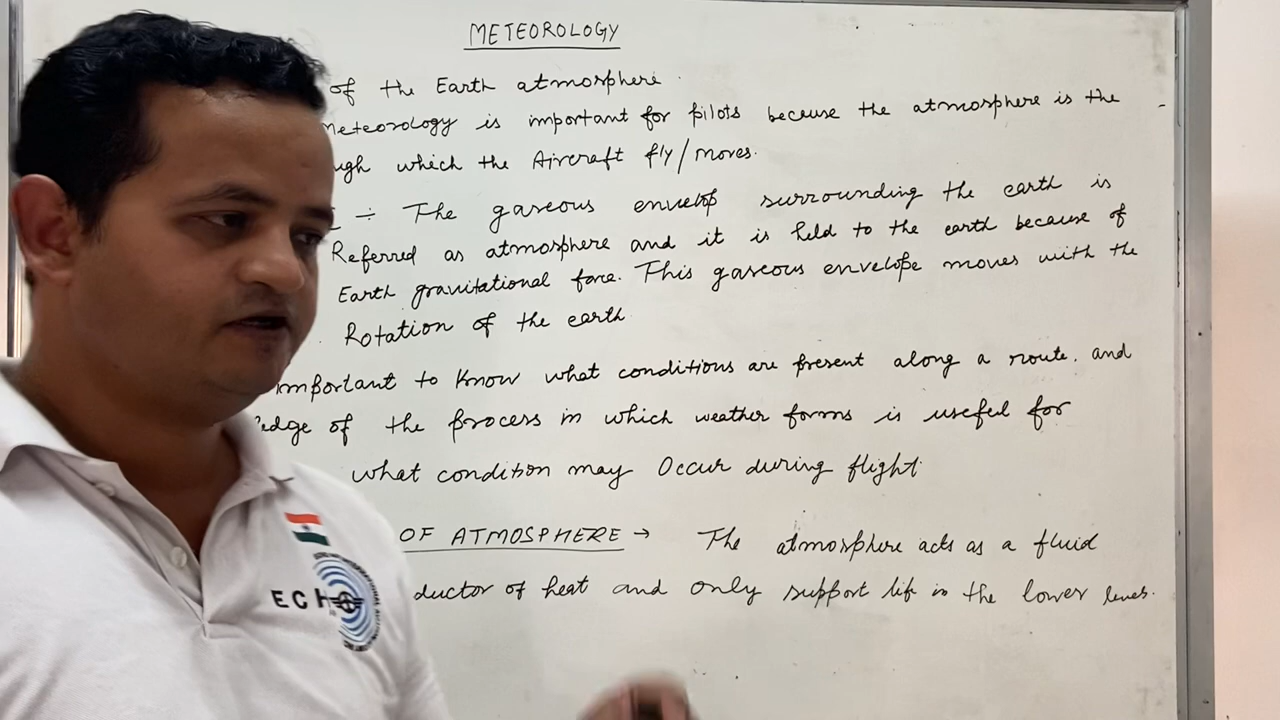 METEOROLOGY
of the Earth atmosphere.
Meteorology is important for pilots because the atmosphere is the -
ugh which the Aircraft fly/moves.
÷ The gaseous envelop surrounding the earth is
Referred as atmosphere and it is held to the earth because of
Earth gravitational force. This gaseous envelope moves with the
Rotation of the earth.
important to know what conditions are present along a route. and
edge of the process in which weather forms is useful for
what condition may occur during flight.
OF ATMOSPHERE → The atmosphere acts as a fluid
ductor of heat and only support life in the lower
ECH